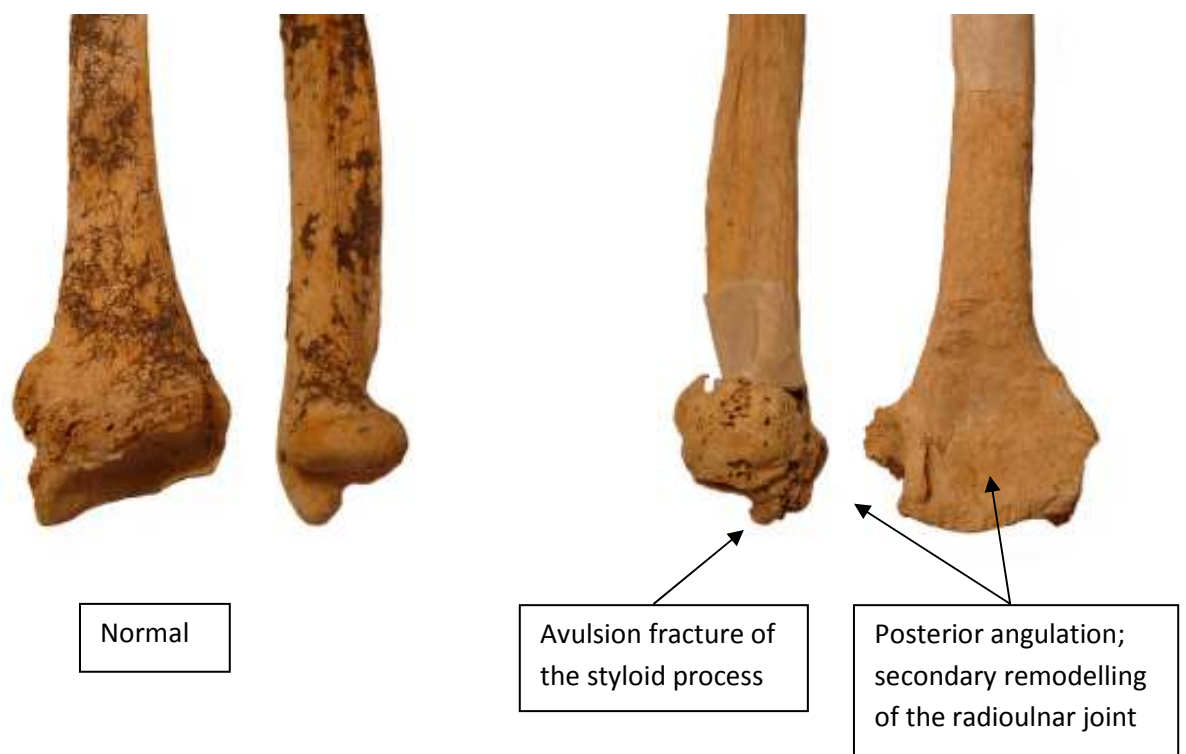 Normal
Avulsion fracture of
the styloid process
Posterior angulation;
secondary remodelling
of the radioulnar joint